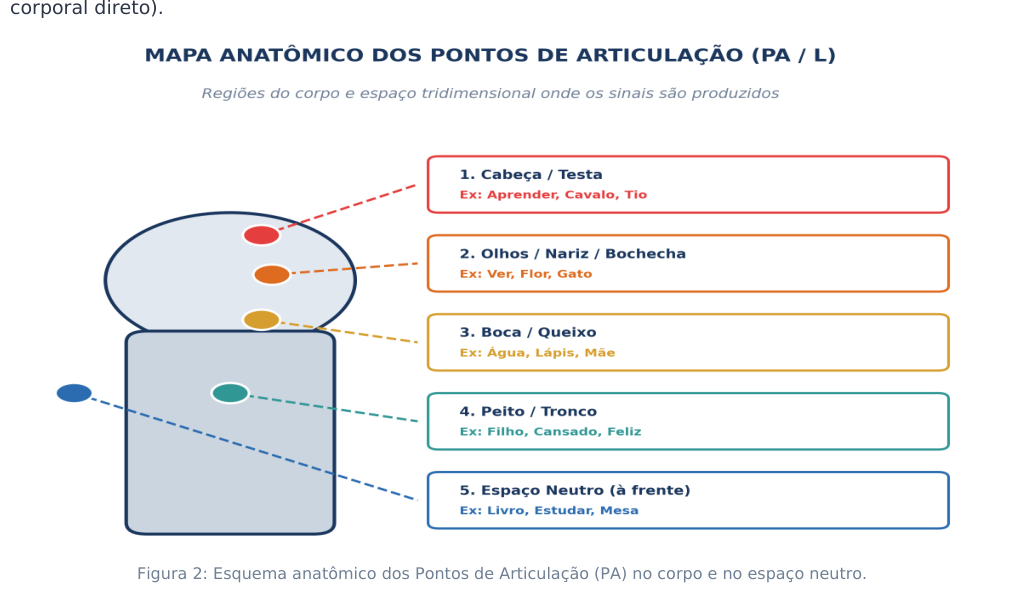 corporal direto).
MAPA ANATÔMICO DOS PONTOS DE ARTICULAÇÃO (PA / L)
Regiões do corpo e espaço tridimensional onde os sinais são produzidos
1. Cabeça / Testa
Ex: Aprender, Cavalo, Tio
2. Olhos / Nariz / Bochecha
Ex: Ver, Flor, Gato
3. Boca / Queixo
Ex: Água, Lápis, Mãe
4. Peito / Tronco
Ex: Filho, Cansado, Feliz
5. Espaço Neutro (à frente)
Ex: Livro, Estudar, Mesa
Figura 2: Esquema anatômico dos Pontos de Articulação (PA) no corpo e no espaço neutro.